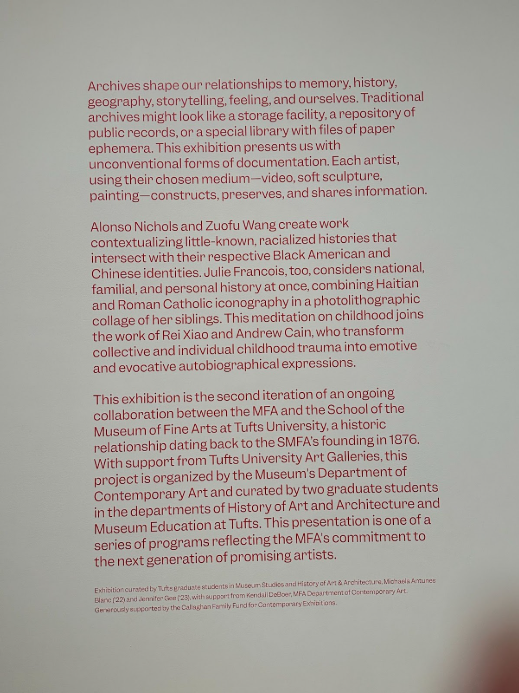 Archives shape our relationships to memory, history,
geography, storytelling, feeling, and ourselves. Traditional
archives might look like a storage facility, a repository of
public records, or a special library with files of paper
ephemera. This exhibition presents us with
unconventional forms of documentation. Each artist,
using their chosen medium—video, soft sculpture,
painting—constructs, preserves, and shares information.
Alonso Nichols and Zuofu Wang create work
contextualizing little-known, racialized histories that
intersect with their respective Black American and
Chinese identities. Julie Francois, too, considers national,
familial, and personal history at once, combining Haitian
and Roman Catholic iconography in a photolithographic
collage of her siblings. This meditation on childhood joins
the work of Rei Xiao and Andrew Cain, who transform
collective and individual childhood trauma into emotive
and evocative autobiographical expressions.
This exhibition is the second iteration of an ongoing
collaboration between the MFA and the School of the
Museum of Fine Arts at Tufts University, a historic
relationship dating back to the SMFA's founding in 1876.
With support from Tufts University Art Galleries, this
project is organized by the Museum's Department of
Contemporary Art and curated by two graduate students
in the departments of History of Art and Architecture and
Museum Education at Tufts. This presentation is one of a
series of programs reflecting the MFA's commitment to
the next generation of promising artists.
Exhibition curated by Tufts graduate students in Museum Studies and History of Art & Architecture, Michaela Antunes
Blanc ('22) and Jennifer Gee ('23), with support from Kendall DeBoer, MFA Department of Contemporary Art.
Generously supported by the Callaghan Family Fund for Contemporary Exhibitions.